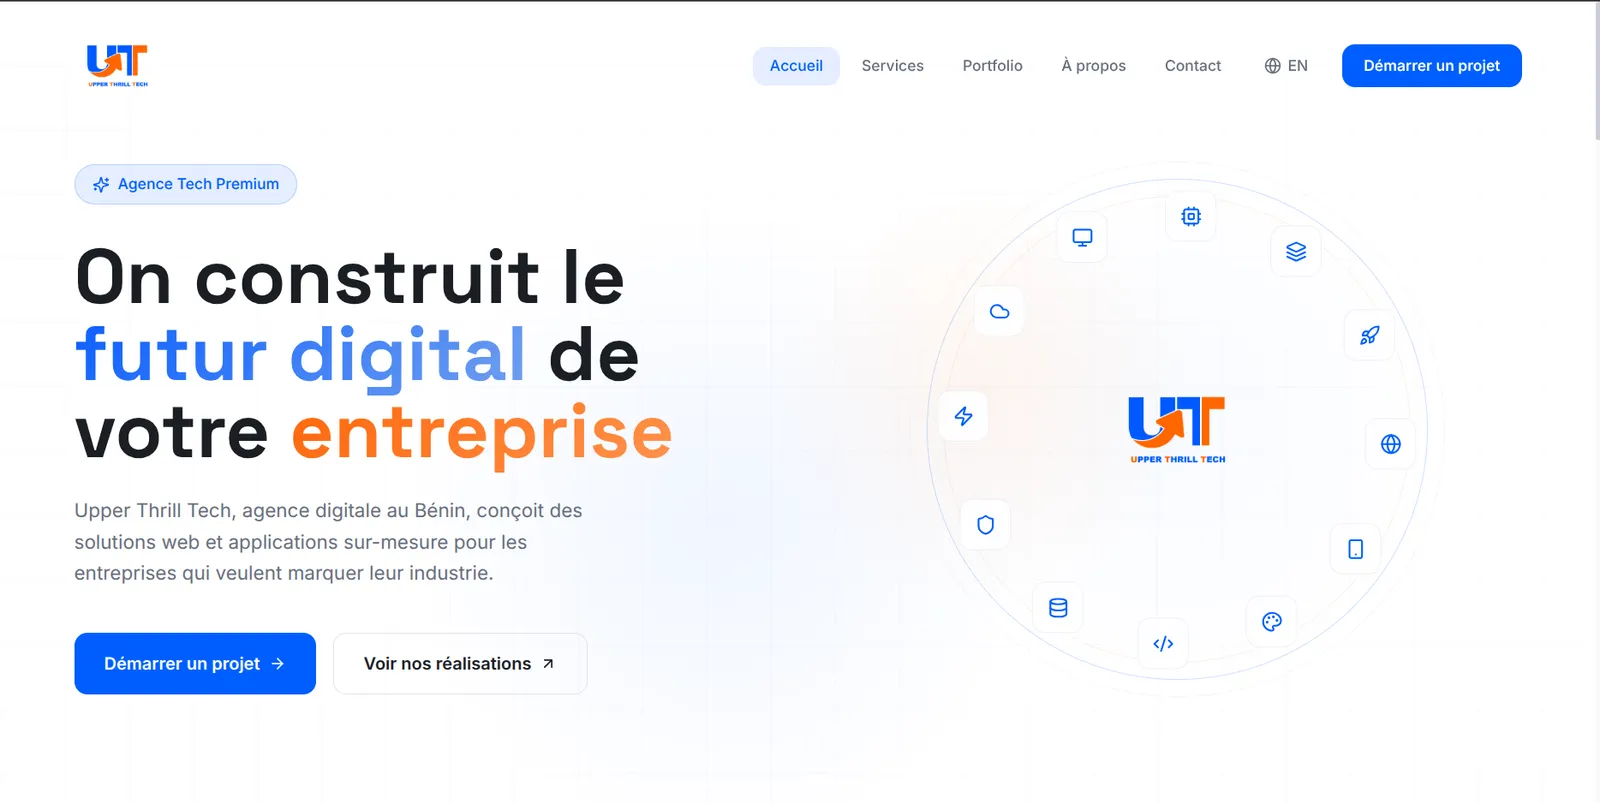 UT
UPPER THRILL TECH
Accueil
Services
Portfolio
À propos
Contact
EN
Démarrer un projet
Agence Tech Premium
On construit le
futur digital de
votre entreprise
Upper Thrill Tech, agence digitale au Bénin, conçoit des
solutions web et applications sur-mesure pour les
entreprises qui veulent marquer leur industrie.
Démarrer un projet
Voir nos réalisations
UT
UPPER THRILL TECH